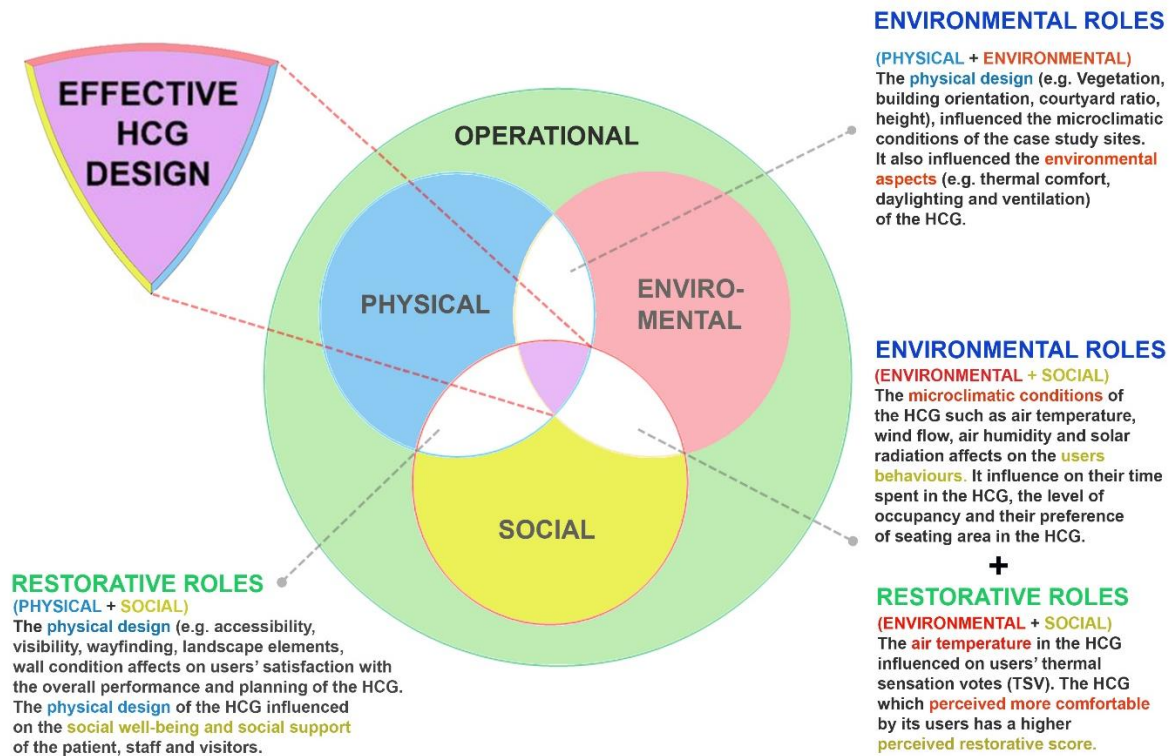 EFFECTIVE
HCG
DESIGN
OPERATIONAL
PHYSICAL
ENVIRO-
MENTAL
SOCIAL
ENVIRONMENTAL ROLES
(PHYSICAL + ENVIRONMENTAL)
The physical design (e.g. Vegetation,
building orientation, courtyard ratio,
height), influenced the microclimatic
conditions of the case study sites.
It also influenced the environmental
aspects (e.g. thermal comfort,
daylighting and ventilation)
of the HCG.
ENVIRONMENTAL ROLES
(ENVIRONMENTAL + SOCIAL)
The microclimatic conditions of
the HCG such as air temperature,
wind flow, air humidity and solar
radiation affects on the users
behaviours. It influence on their time
spent in the HCG, the level of
occupancy and their preference
of seating area in the HCG.
+
RESTORATIVE ROLES
(ENVIRONMENTAL + SOCIAL)
The air temperature in the HCG
influenced on users' thermal
sensation votes (TSV). The HCG
which perceived more comfortable
by its users has a higher
perceived restorative score.
RESTORATIVE ROLES
(PHYSICAL + SOCIAL)
The physical design (e.g. accessibility,
visibility, wayfinding, landscape elements,
wall condition affects on users' satisfaction with
the overall performance and planning of the HCG.
The physical design of the HCG influenced
on the social well-being and social support
of the patient, staff and visitors.